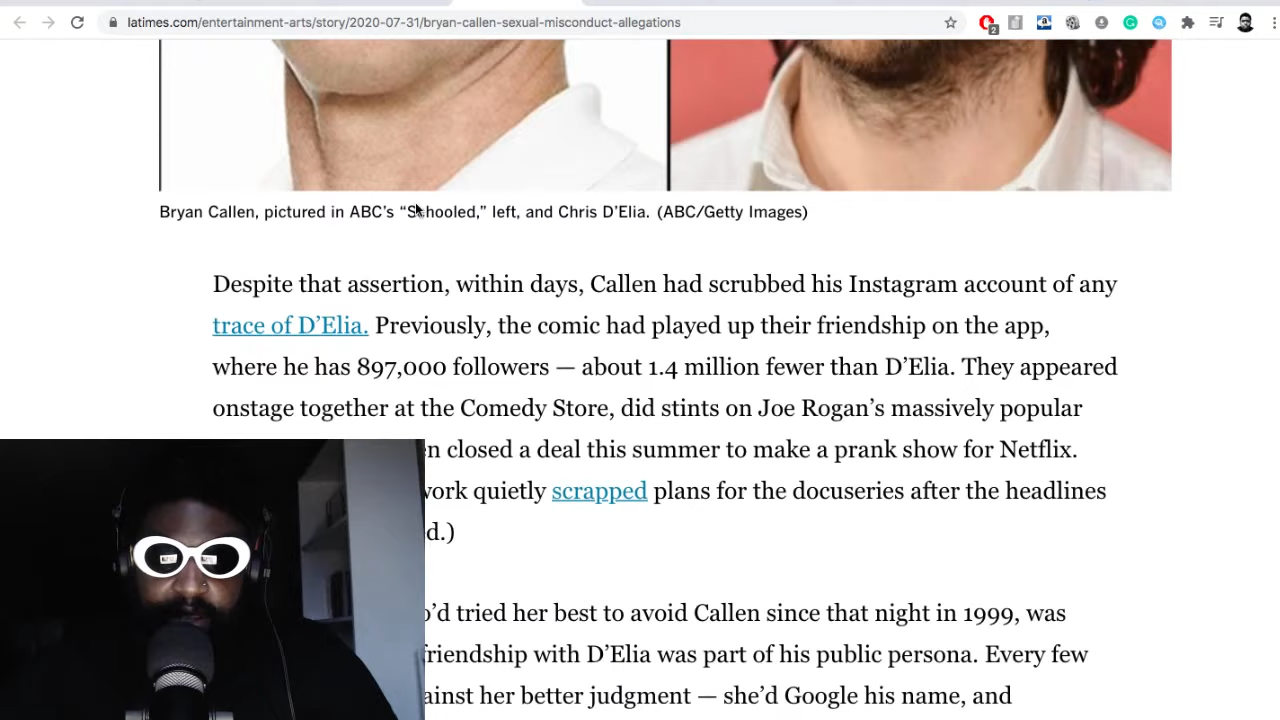 latimes.com/entertainment-arts/story/2020-07-31/bryan-callen-sexual-misconduct-allegations
2
Bryan Callen, pictured in ABC’s “Schooled,” left, and Chris D’Elia. (ABC/Getty Images)
Despite that assertion, within days, Callen had scrubbed his Instagram account of any
trace of D’Elia. Previously, the comic had played up their friendship on the app,
where he has 897,000 followers — about 1.4 million fewer than D’Elia. They appeared
onstage together at the Comedy Store, did stints on Joe Rogan’s massively popular
closed a deal this summer to make a prank show for Netflix.
quietly scrapped plans for the docuseries after the headlines
d.)
’d tried her best to avoid Callen since that night in 1999, was
friendship with D’Elia was part of his public persona. Every few
her better judgment — she’d Google his name, and